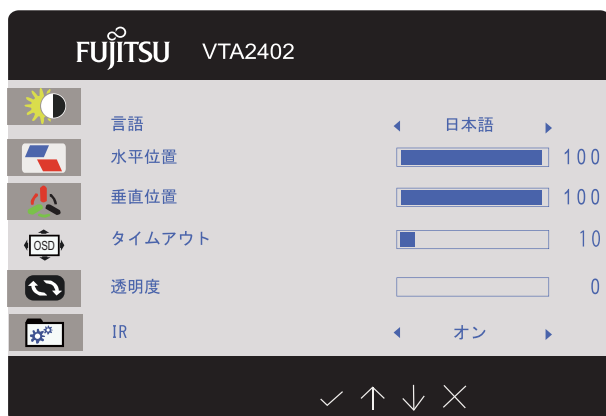 FUJITSU VTA2402
言語 日本語
水平位置 100
垂直位置 100
OSD タイムアウト 10
透明度 0
IR オン